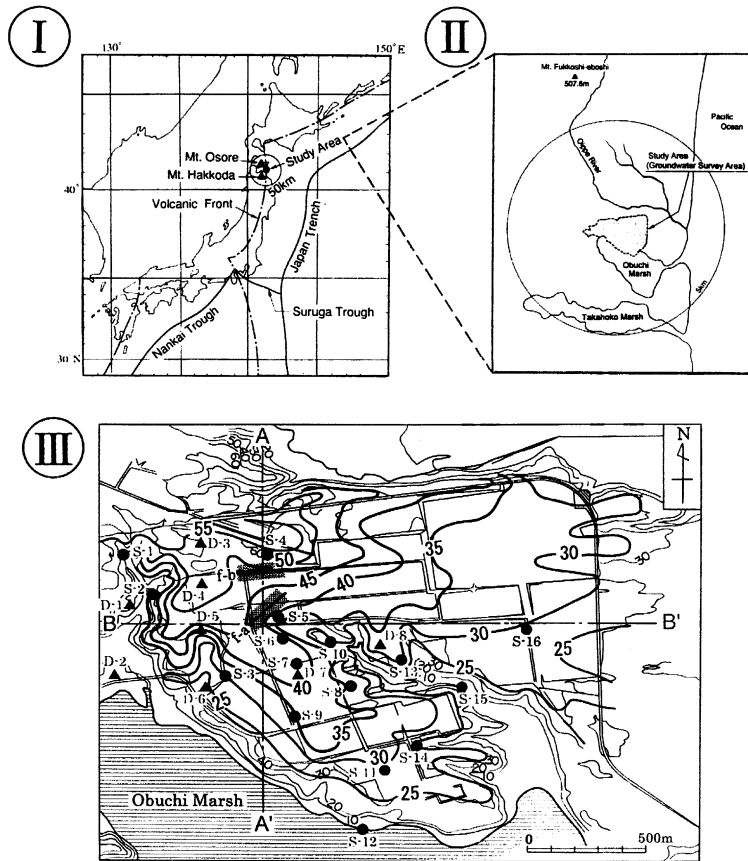 I
130°
150°E
Mt. Osore
Mt. Hakkoda
Study Area
50km
40°
Volcanic Front
Japan Trench
Nankai Trough
Suruga Trough
30°N
II
Mt. Fukkoshi-eboshi
507.6m
Pacific
Ocean
Study Area
(Groundwater Survey Area)
Obuchi
Marsh
5km
Takahoko Marsh
III
A
N
55
D-3
S-4
S-1
50
35
30
30
f-b
45
40
S-2
D-4
D-1
S-5
B
D-5
f-a
30
B'
S-6
D-8
S-16
25
S-10
D-2
S-7
S-13
25
S-3
40
S-8
S-15
D-6
25
S-9
35
S-14
30
S-11
20
25
20
10
Obuchi Marsh
A'
S-12
0
500m